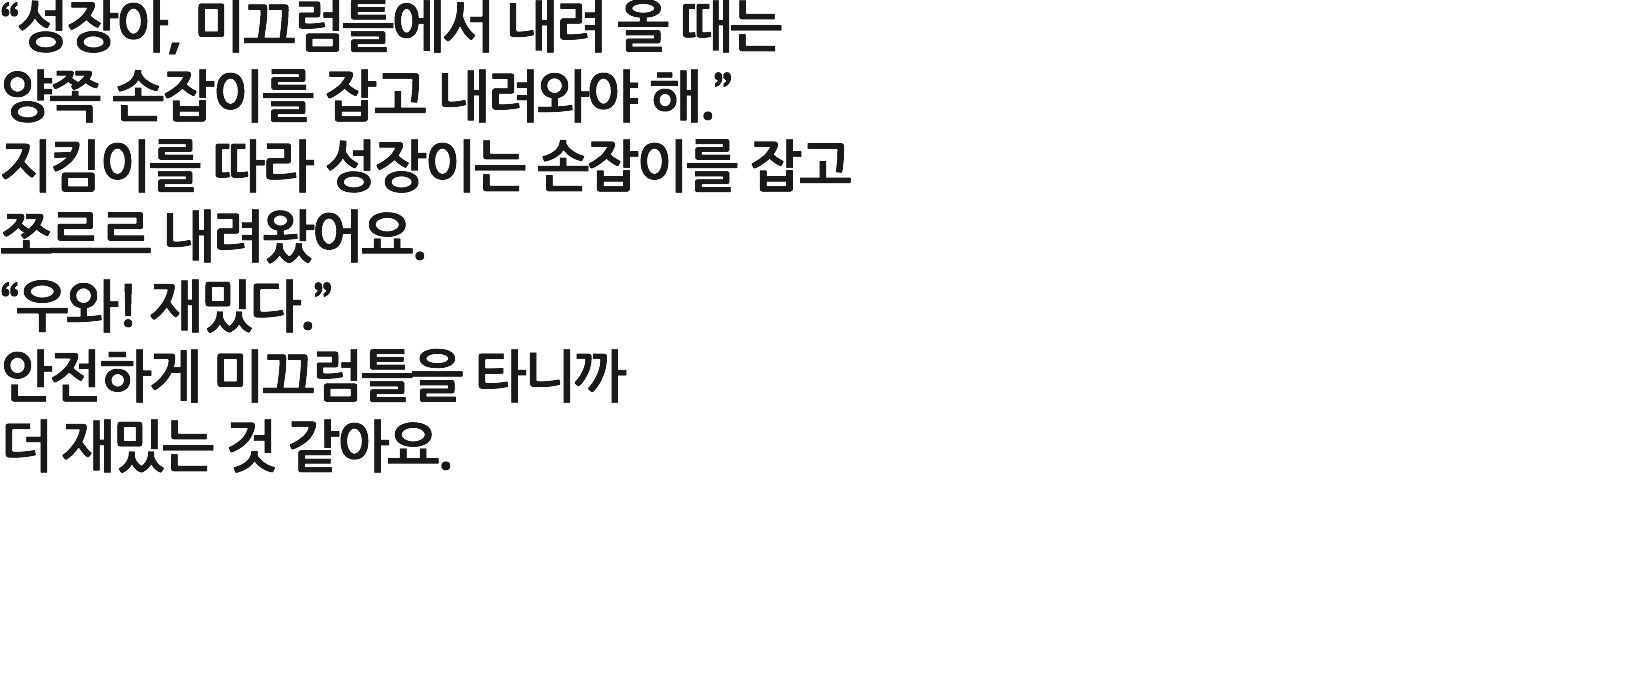 “성장아, 미끄럼틀에서 내려 올 때는
양쪽 손잡이를 잡고 내려와야 해.”
지킴이를 따라 성장이는 손잡이를 잡고
쪼르르 내려왔어요.
“우와! 재밌다.”
안전하게 미끄럼틀을 타니까
더 재밌는 것 같아요.